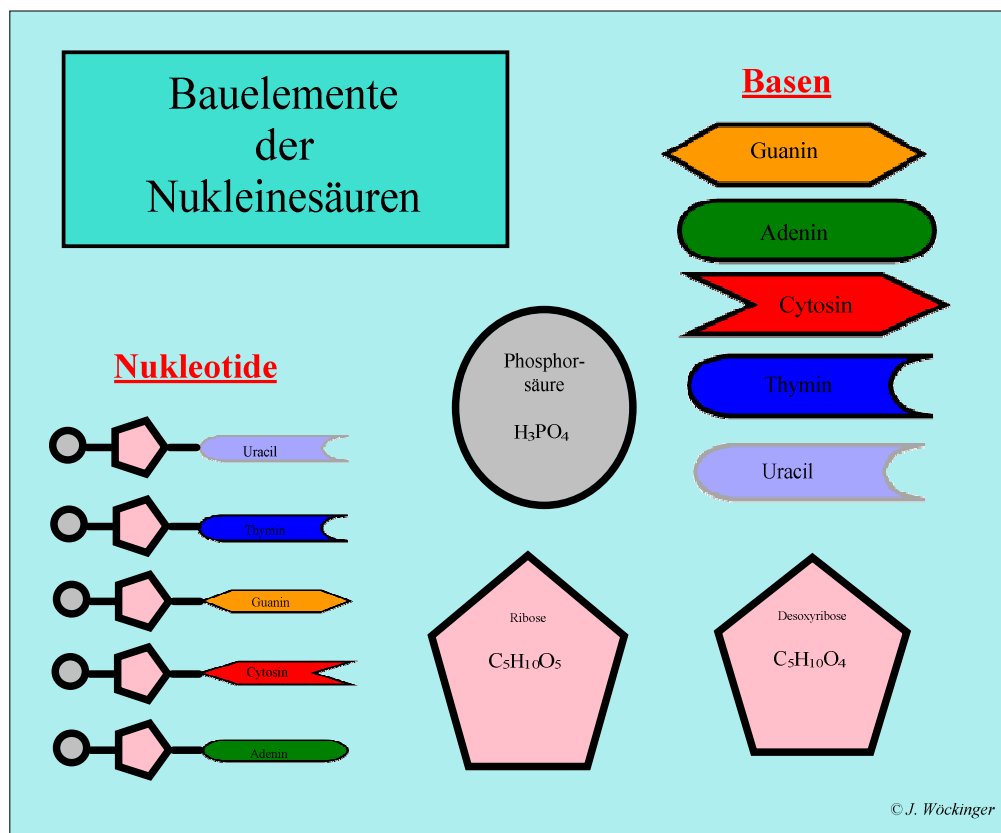 Bauelemente
der
Nukleinesäuren
Basen
Guanin
Adenin
Cytosin
Thymin
Uracil
Phosphor-
säure
H₃PO₄
Nukleotide
Uracil
Thymin
Guanin
Cytosin
Adenin
Ribose
C₅H₁₀O₅
Desoxyribose
C₅H₁₀O₄
© J. Wöckinger